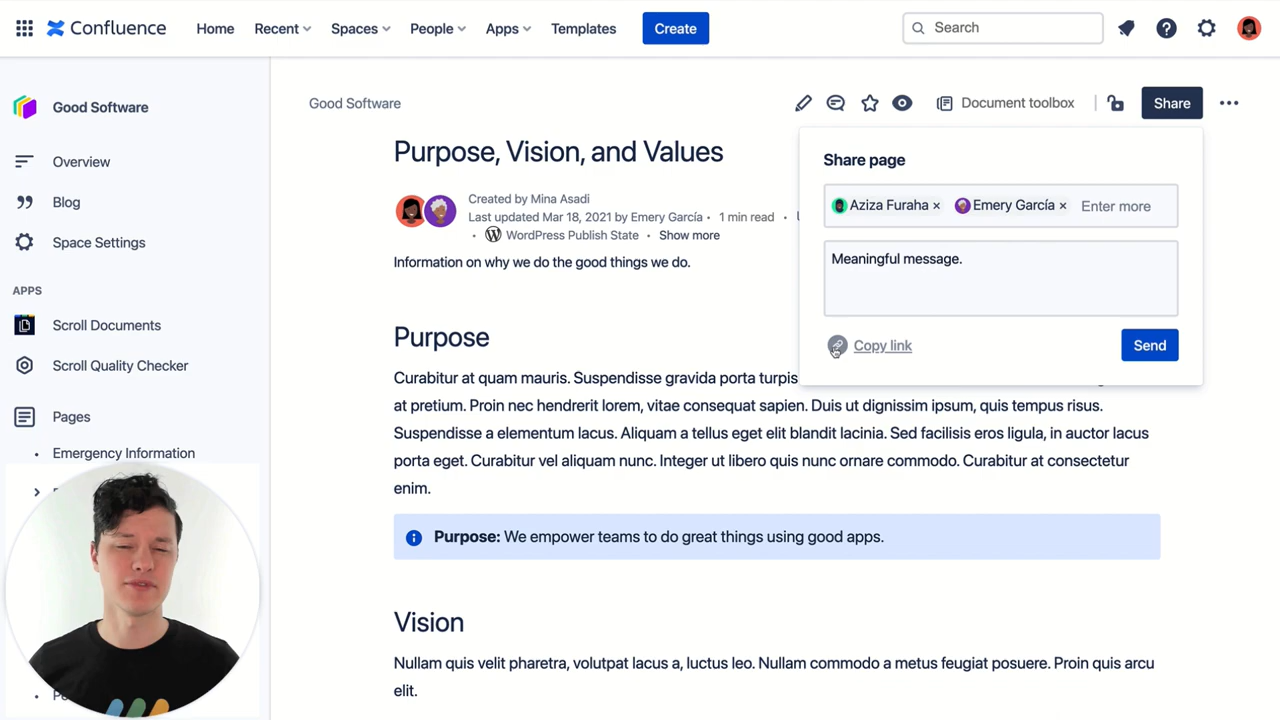 Confluence Home Recent Spaces People Apps Templates Create Search
Good Software
Overview
Blog
Space Settings
APPS
Scroll Documents
Scroll Quality Checker
Pages
Emergency Information
Good Software
Document toolbox Share
Purpose, Vision, and Values
Created by Mina Asadi
Last updated Mar 18, 2021 by Emery García • 1 min read •
• WordPress Publish State • Show more
Information on why we do the good things we do.
Purpose
Curabitur at quam mauris. Suspendisse gravida porta turpis
at pretium. Proin nec hendrerit lorem, vitae consequat sapien. Duis ut dignissim ipsum, quis tempus risus.
Suspendisse a elementum lacus. Aliquam a tellus eget elit blandit lacinia. Sed facilisis eros ligula, in auctor lacus
porta eget. Curabitur vel aliquam nunc. Integer ut libero quis nunc ornare commodo. Curabitur at consectetur
enim.
Purpose: We empower teams to do great things using good apps.
Vision
Nullam quis velit pharetra, volutpat lacus a, luctus leo. Nullam commodo a metus feugiat posuere. Proin quis arcu
elit.
Share page
Aziza Furaha × Emery García × Enter more
Meaningful message.
Copy link
Send